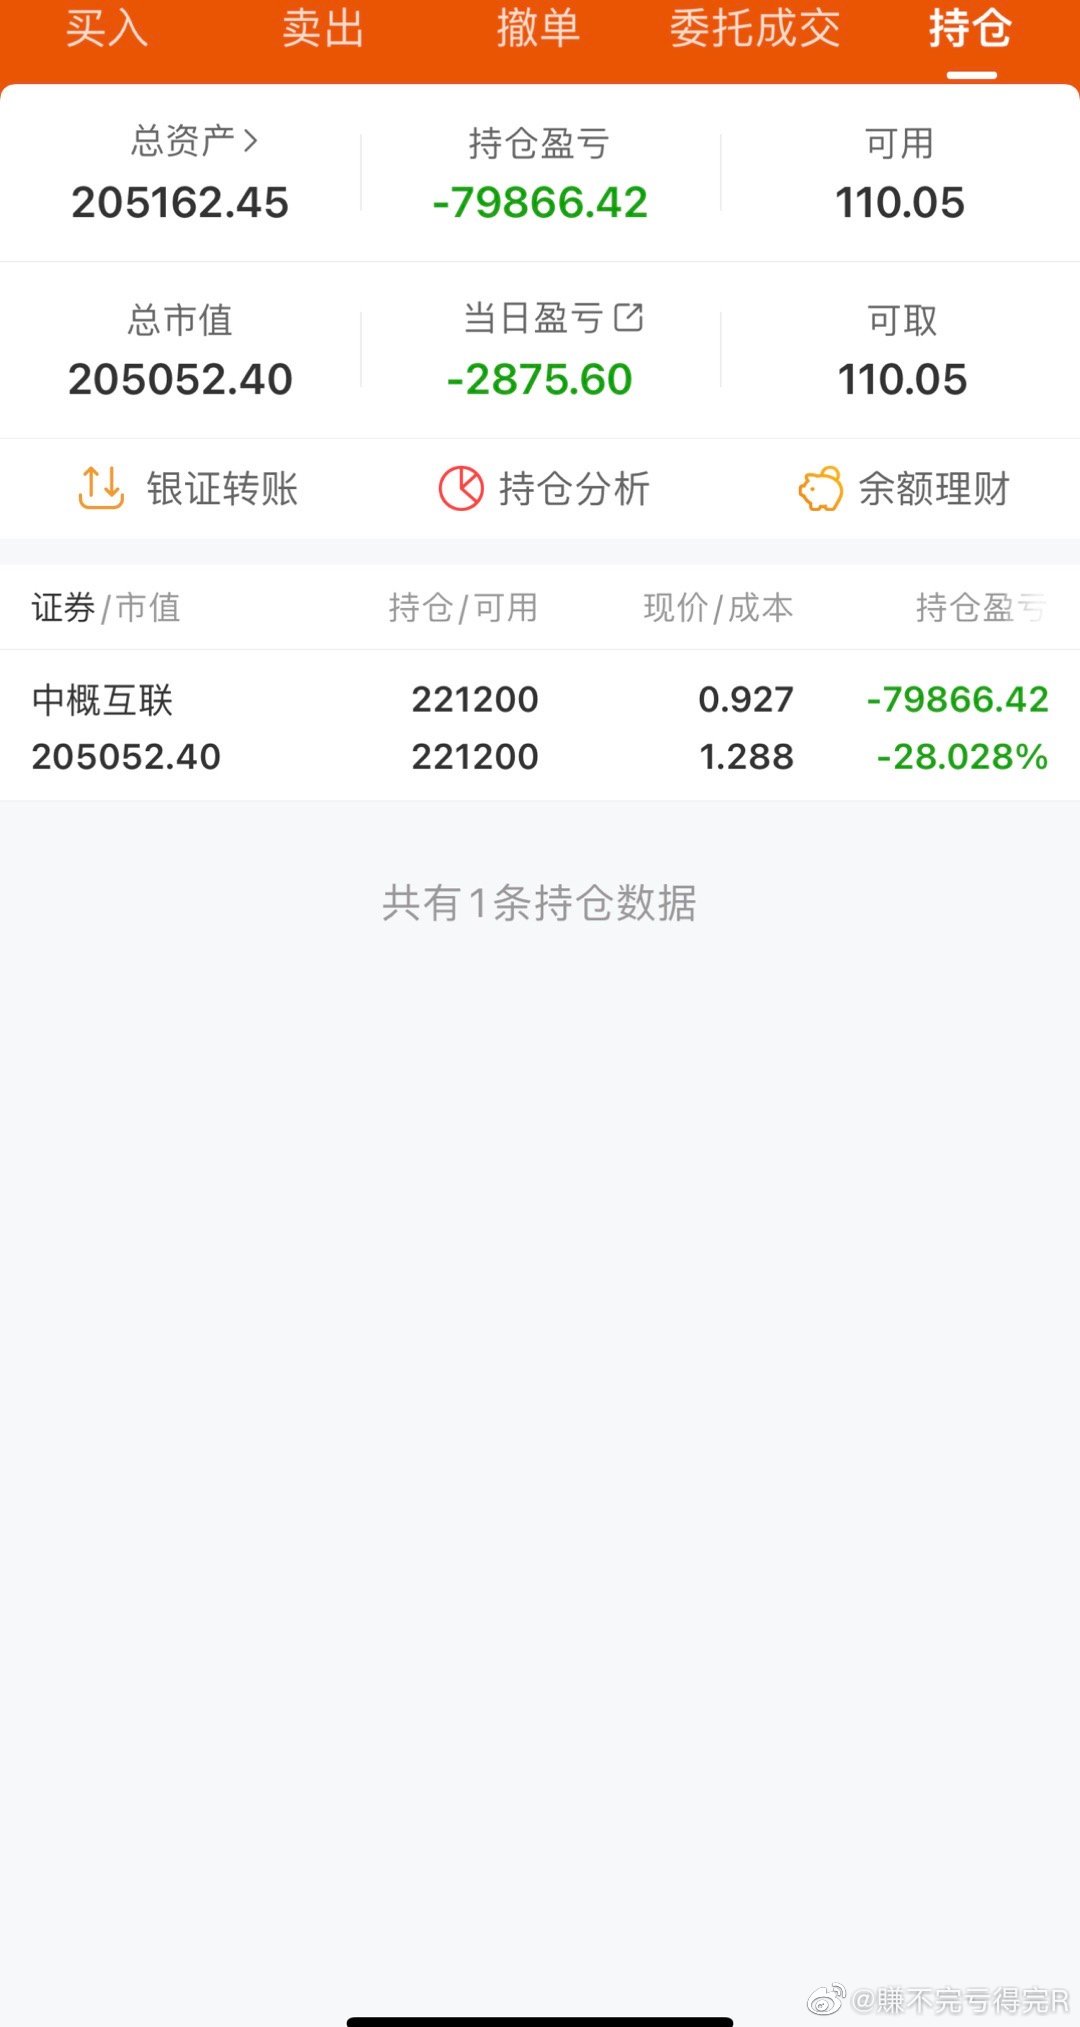 买入 卖出 撤单 委托成交 持仓
总资产 持仓盈亏 可用
205162.45 -79866.42 110.05
总市值 当日盈亏 可取
205052.40 -2875.60 110.05
银证转账 持仓分析 余额理财
证券/市值 持仓/可用 现价/成本 持仓盈亏
中概互联 221200 0.927 -79866.42
205052.40 221200 1.288 -28.028%
共有1条持仓数据
@賺不完亏得完R